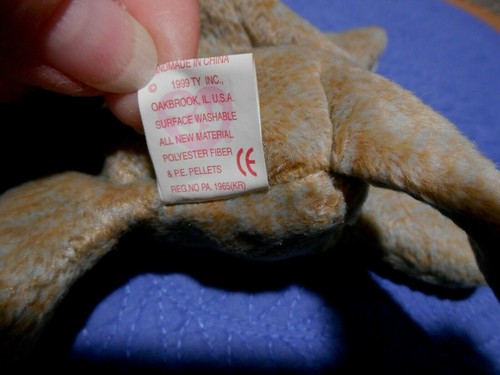 HANDMADE IN CHINA
© 1999 TY INC.,
OAKBROOK, IL U.S.A.
SURFACE WASHABLE
ALL NEW MATERIAL
POLYESTER FIBER
& P.E. PELLETS CE
REG.NO PA. 1965(KR)